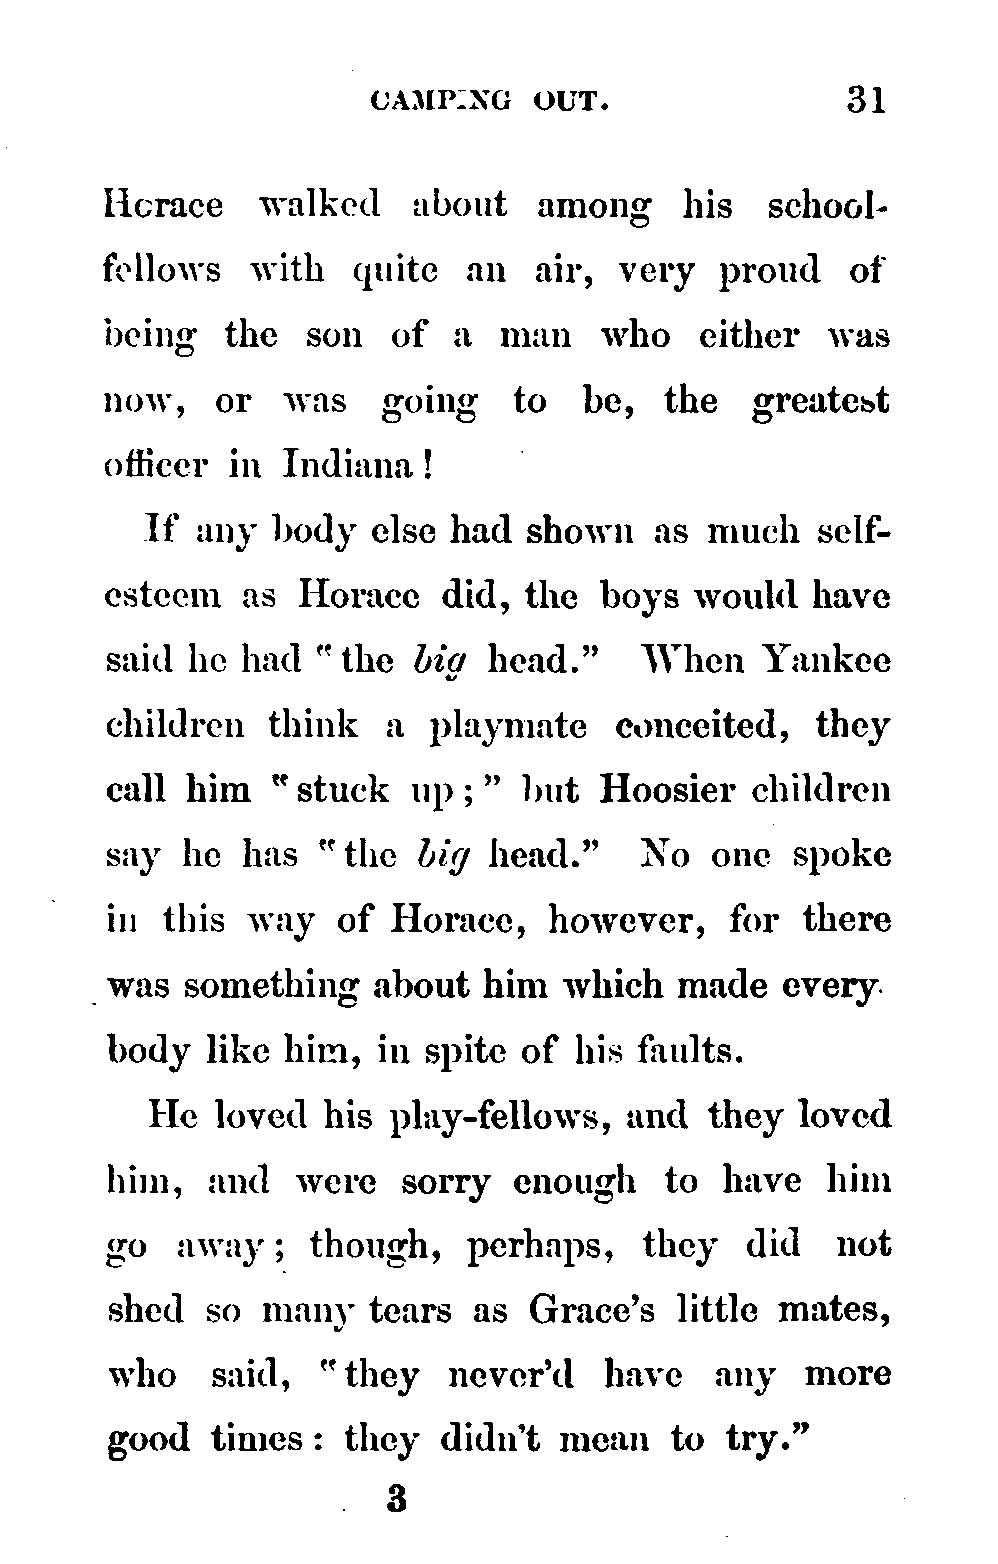 CAMPING OUT. 31
Horace walked about among his school-
fellows with quite an air, very proud of
being the son of a man who either was
now, or was going to be, the greatest
officer in Indiana!
If any body else had shown as much self-
esteem as Horace did, the boys would have
said he had "the big head." When Yankee
children think a playmate conceited, they
call him "stuck up;" but Hoosier children
say he has "the big head." No one spoke
in this way of Horace, however, for there
was something about him which made every-
body like him, in spite of his faults.
He loved his play-fellows, and they loved
him, and were sorry enough to have him
go away; though, perhaps, they did not
shed so many tears as Grace's little mates,
who said, "they never'd have any more
good times: they didn't mean to try."
3